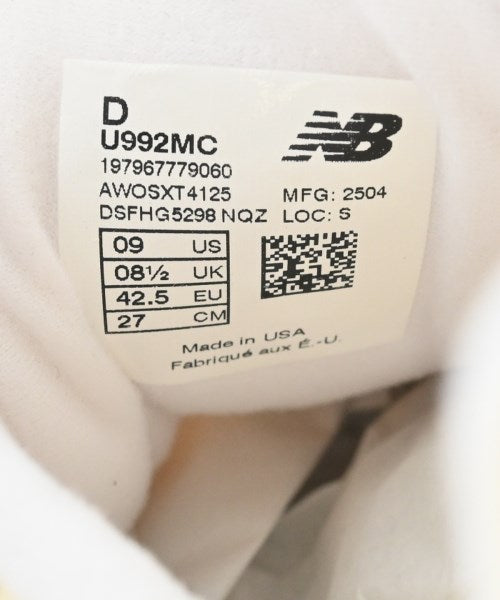 D
U992MC
NB
197967779060
AWOSXT4125
MFG: 2504
DSFHG5298 NQZ
LOC: S
09 US
08½ UK
42.5 EU
27 CM
Made in USA
Fabriqué aux É.-U.